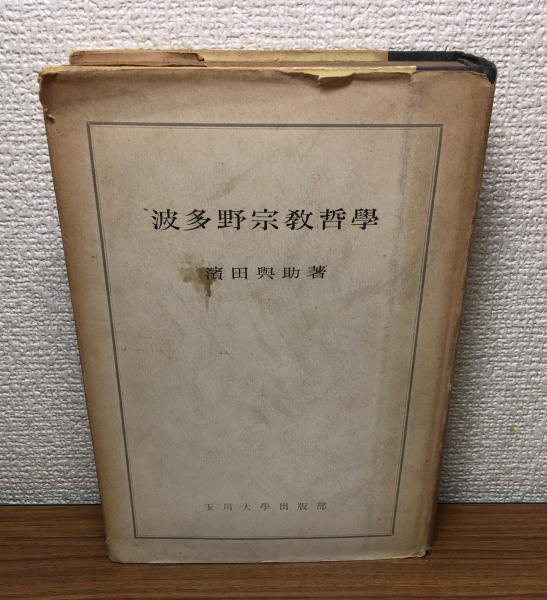 波多野宗教哲學
濱田與助著
玉川大學出版部